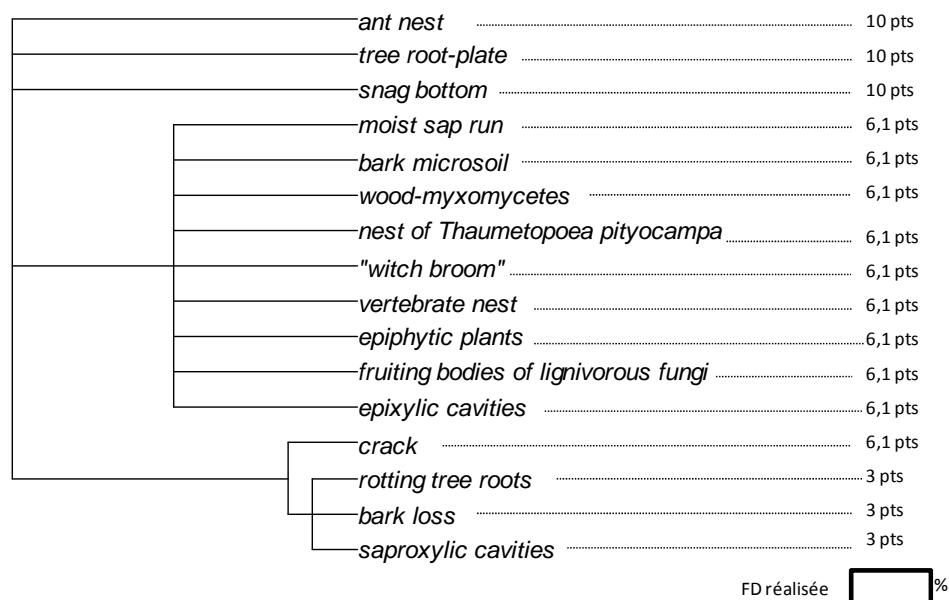 ant nest 10 pts
tree root-plate 10 pts
snag bottom 10 pts
moist sap run 6,1 pts
bark microsoil 6,1 pts
wood-myxomycetes 6,1 pts
nest of Thaumetopoea pityocampa 6,1 pts
"witch broom" 6,1 pts
vertebrate nest 6,1 pts
epiphytic plants 6,1 pts
fruiting bodies of lignivorous fungi 6,1 pts
epixylic cavities 6,1 pts
crack 6,1 pts
rotting tree roots 3 pts
bark loss 3 pts
saproxylic cavities 3 pts
FD réalisée %